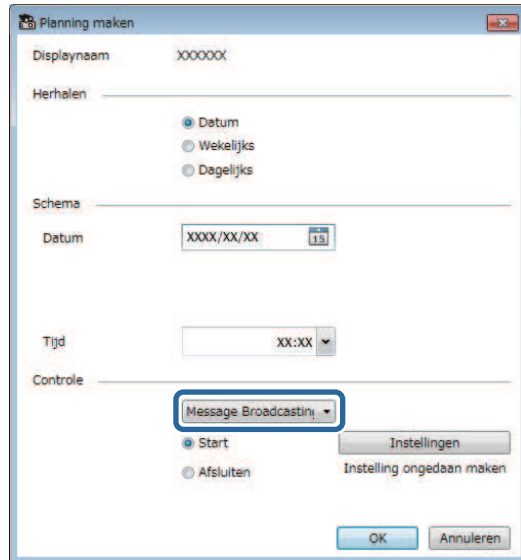 Planning maken
Displaynaam XXXXXX
Herhalen
Datum
Wekelijks
Dagelijks
Schema
Datum XXXX/XX/XX 15
Tijd XX:XX
Controle
Message Broadcasting
Start Instellingen
Afsluiten Instelling ongedaan maken
OK Annuleren